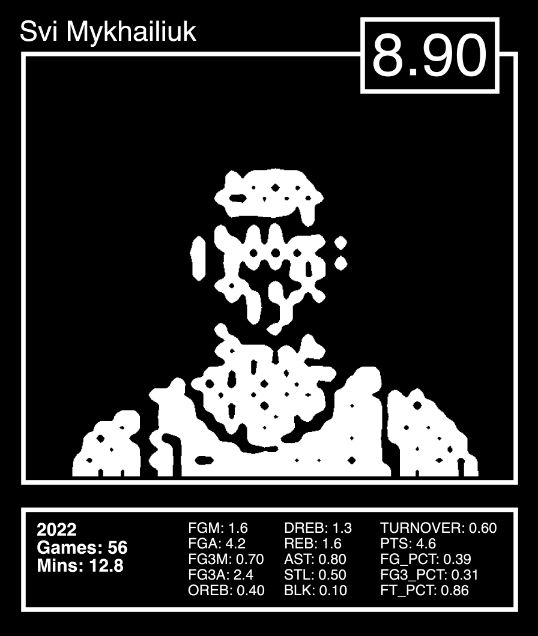 Svi Mykhailiuk
8.90
2022
Games: 56
Mins: 12.8
FGM: 1.6
FGA: 4.2
FG3M: 0.70
FG3A: 2.4
OREB: 0.40
DREB: 1.3
REB: 1.6
AST: 0.80
STL: 0.50
BLK: 0.10
TURNOVER: 0.60
PTS: 4.6
FG_PCT: 0.39
FG3_PCT: 0.31
FT_PCT: 0.86